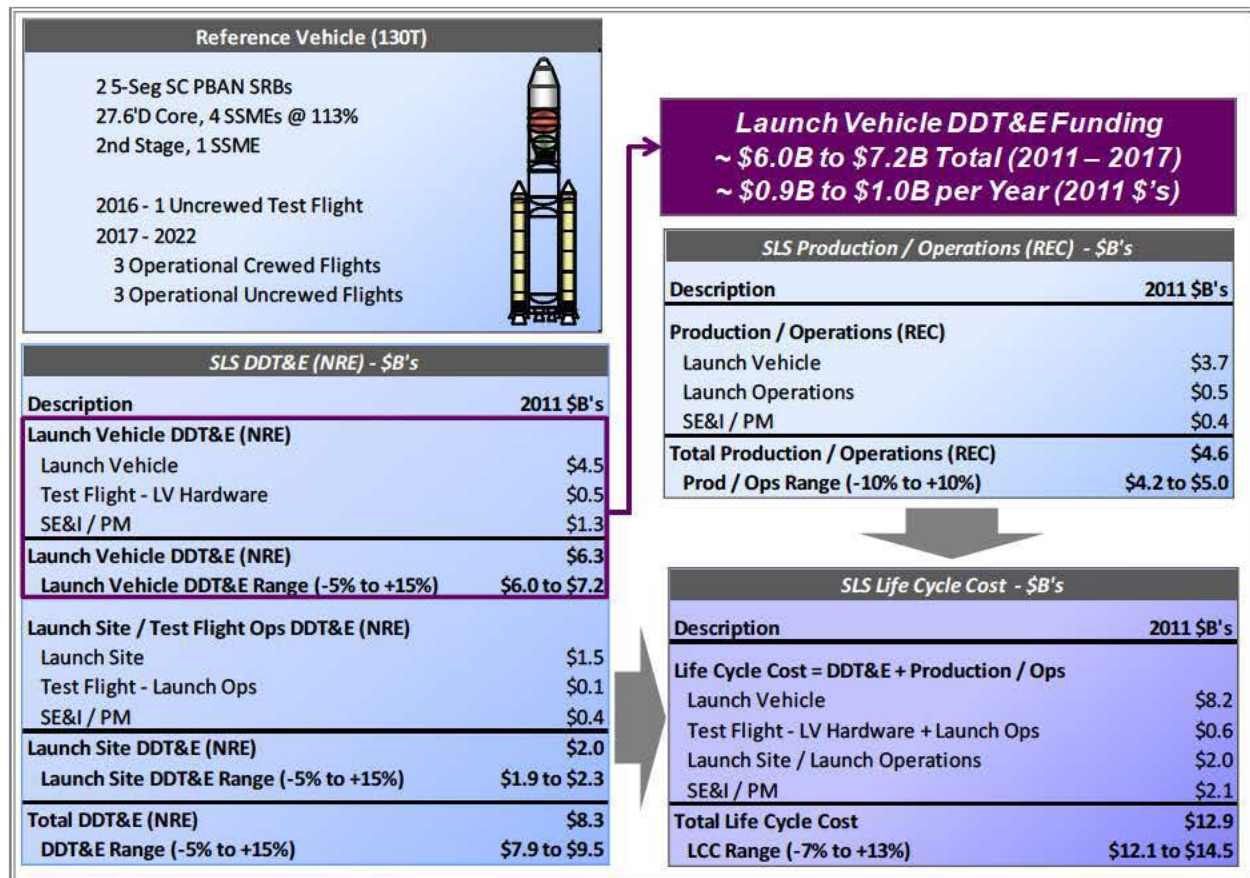 Reference Vehicle (130T)
2 5-Seg SC PBAN SRBs
27.6'D Core, 4 SSMEs @ 113%
2nd Stage, 1 SSME
2016 - 1 Uncrewed Test Flight
2017 - 2022
3 Operational Crewed Flights
3 Operational Uncrewed Flights
SLS DDT&E (NRE) - $B's
Description 2011 $B's
Launch Vehicle DDT&E (NRE)
Launch Vehicle $4.5
Test Flight - LV Hardware $0.5
SE&I / PM $1.3
Launch Vehicle DDT&E (NRE) $6.3
Launch Vehicle DDT&E Range (-5% to +15%) $6.0 to $7.2
Launch Site / Test Flight Ops DDT&E (NRE)
Launch Site $1.5
Test Flight - Launch Ops $0.1
SE&I / PM $0.4
Launch Site DDT&E (NRE) $2.0
Launch Site DDT&E Range (-5% to +15%) $1.9 to $2.3
Total DDT&E (NRE) $8.3
DDT&E Range (-5% to +15%) $7.9 to $9.5
Launch Vehicle DDT&E Funding
~ $6.0B to $7.2B Total (2011 – 2017)
~ $0.9B to $1.0B per Year (2011 $'s)
SLS Production / Operations (REC) - $B's
Description 2011 $B's
Production / Operations (REC)
Launch Vehicle $3.7
Launch Operations $0.5
SE&I / PM $0.4
Total Production / Operations (REC) $4.6
Prod / Ops Range (-10% to +10%) $4.2 to $5.0
SLS Life Cycle Cost - $B's
Description 2011 $B's
Life Cycle Cost = DDT&E + Production / Ops
Launch Vehicle $8.2
Test Flight - LV Hardware + Launch Ops $0.6
Launch Site / Launch Operations $2.0
SE&I / PM $2.1
Total Life Cycle Cost $12.9
LCC Range (-7% to +13%) $12.1 to $14.5